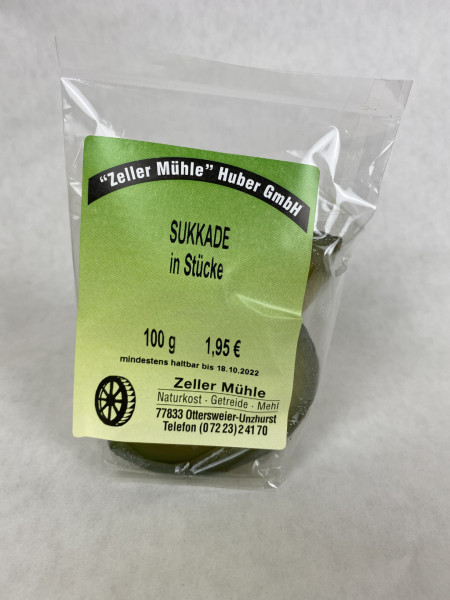 "Zeller Mühle" Huber GmbH
SUKKADE
in Stücke
100 g 1,95 €
mindestens haltbar bis 18.10.2022
Zeller Mühle
Naturkost · Getreide · Mehl
77833 Ottersweier-Unzhurst
Telefon (0 72 23) 2 41 70